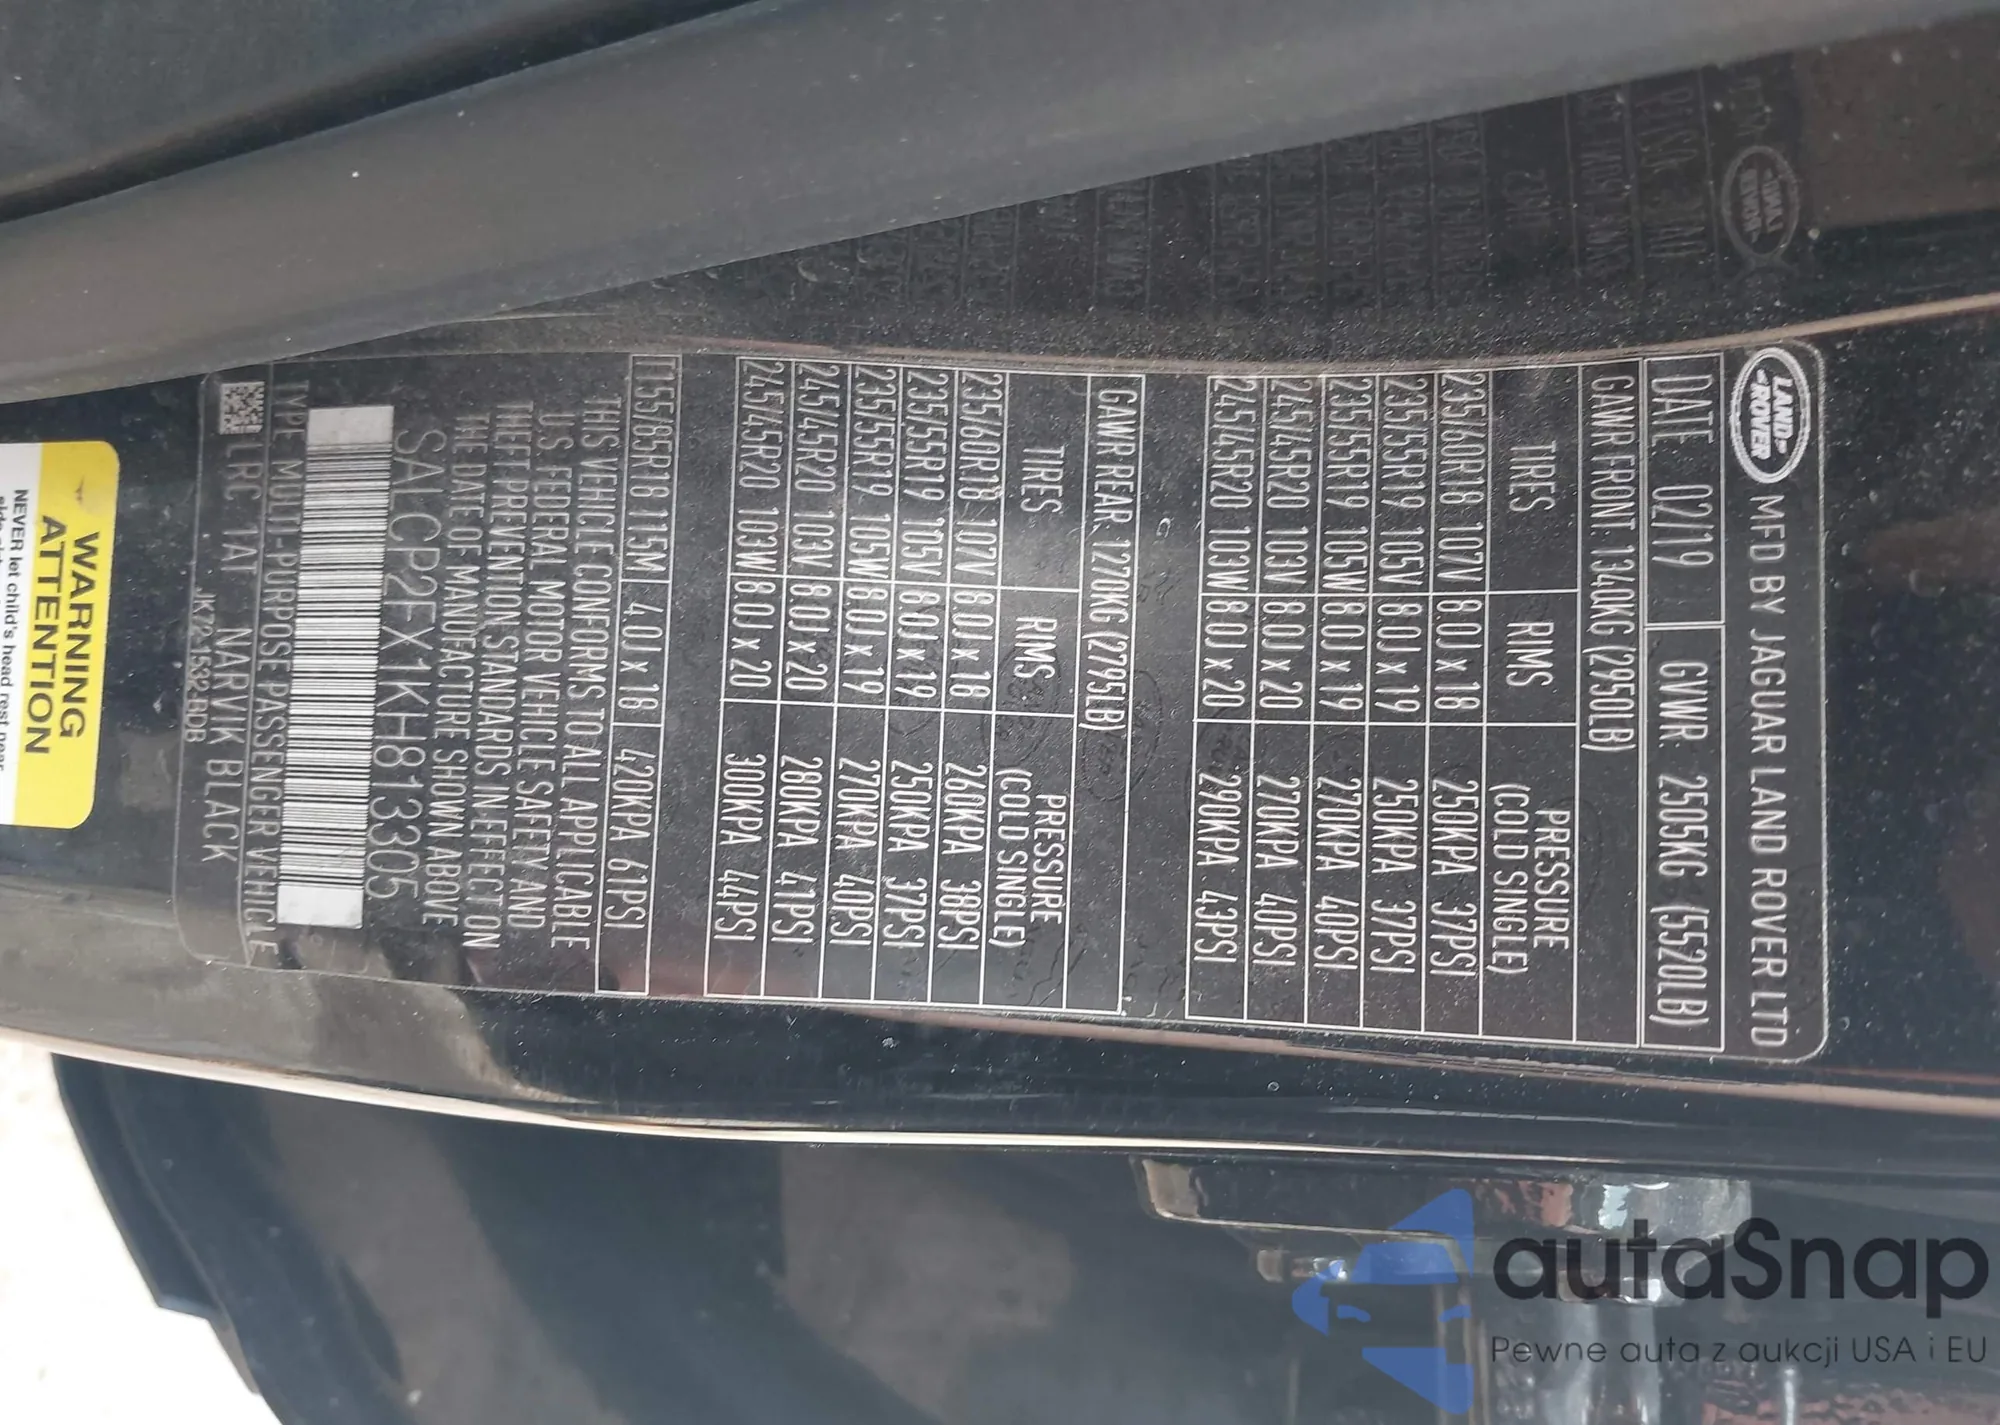 LAND-
-ROVER
MFD BY JAGUAR LAND ROVER LTD
DATE 02/19 GVWR: 2505KG (5520LB)
GAWR FRONT: 1340KG (2950LB)
TIRES RIMS PRESSURE
(COLD SINGLE)
235/60R18 107V 8.0J x 18 250KPA 37PSI
235/55R19 105V 8.0J x 19 250KPA 37PSI
235/55R19 105W 8.0J x 19 270KPA 40PSI
245/45R20 103V 8.0J x 20 270KPA 40PSI
245/45R20 103W 8.0J x 20 290KPA 43PSI
GAWR REAR: 1270KG (2795LB)
TIRES RIMS PRESSURE
(COLD SINGLE)
235/60R18 107V 8.0J x 18 260KPA 38PSI
235/55R19 105V 8.0J x 19 250KPA 37PSI
235/55R19 105W 8.0J x 19 270KPA 40PSI
245/45R20 103V 8.0J x 20 280KPA 41PSI
245/45R20 103W 8.0J x 20 300KPA 44PSI
T155/85R18 115M 4.0J x 18 420KPA 61PSI
THIS VEHICLE CONFORMS TO ALL APPLICABLE
U.S. FEDERAL MOTOR VEHICLE SAFETY AND
THEFT PREVENTION STANDARDS IN EFFECT ON
THE DATE OF MANUFACTURE SHOWN ABOVE
SALCP2FX1KH813305
TYPE: MULTI-PURPOSE PASSENGER VEHICLE
LRC 1AT NARVIK BLACK
JK72-1532-BDB
WARNING
ATTENTION
NEVER let child's head rest near
autaSnap
Pewne auta z aukcji USA i EU